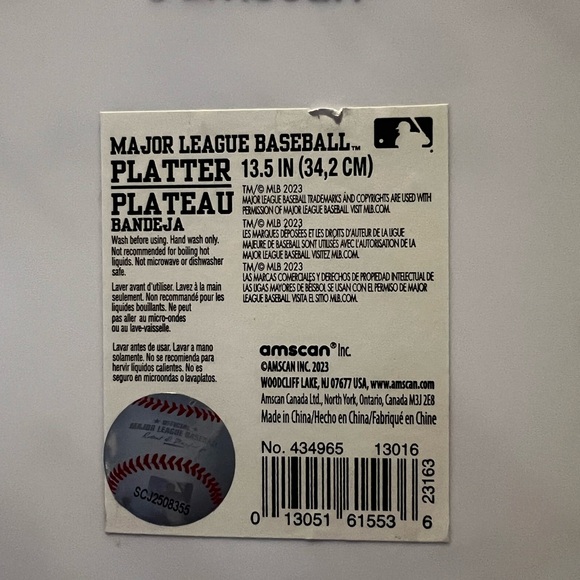 MAJOR LEAGUE BASEBALL™
PLATTER 13.5 IN (34,2 CM)
PLATEAU
BANDEJA
Wash before using. Hand wash only.
Not recommended for boiling hot
liquids. Not microwave or dishwasher
safe.
Laver avant d'utiliser. Lavez à la main
seulement. Non recommandé pour les
liquides bouillants. Ne peut
pas aller au micro-ondes
ou au lave-vaisselle.
Lavar antes de usar. Lavar a mano
solamente. No se recomienda para
hervir líquidos calientes. No es
seguro en microondas o lavaplatos.
TM/© MLB 2023
MAJOR LEAGUE BASEBALL TRADEMARKS AND COPYRIGHTS ARE USED WITH
PERMISSION OF MAJOR LEAGUE BASEBALL. VISIT MLB.COM.
TM/© MLB 2023
LES MARQUES DÉPOSÉES ET LES DROITS D'AUTEUR DE LA LIGUE
MAJEURE DE BASEBALL SONT UTILISÉS AVEC L'AUTORISATION DE LA
MAJOR LEAGUE BASEBALL VISITEZ MLB.COM.
TM/© MLB 2023
LAS MARCAS COMERCIALES Y DERECHOS DE PROPIEDAD INTELECTUAL DE
LAS LIGAS MAYORES DE BÉISBOL SE USAN CON EL PERMISO DE MAJOR
LEAGUE BASEBALL. VISITA EL SITIO MLB.COM.
amscan® Inc.
©AMSCAN INC. 2023
WOODCLIFF LAKE, NJ 07677 USA, www.amscan.com
Amscan Canada Ltd., North York, Ontario, Canada M3J 2E8
Made in China/Hecho en China/Fabriqué en Chine
OFFICIAL
MAJOR LEAGUE BASEBALL
SCJ2508355
No. 434965 13016
0 13051 61553 6
23163